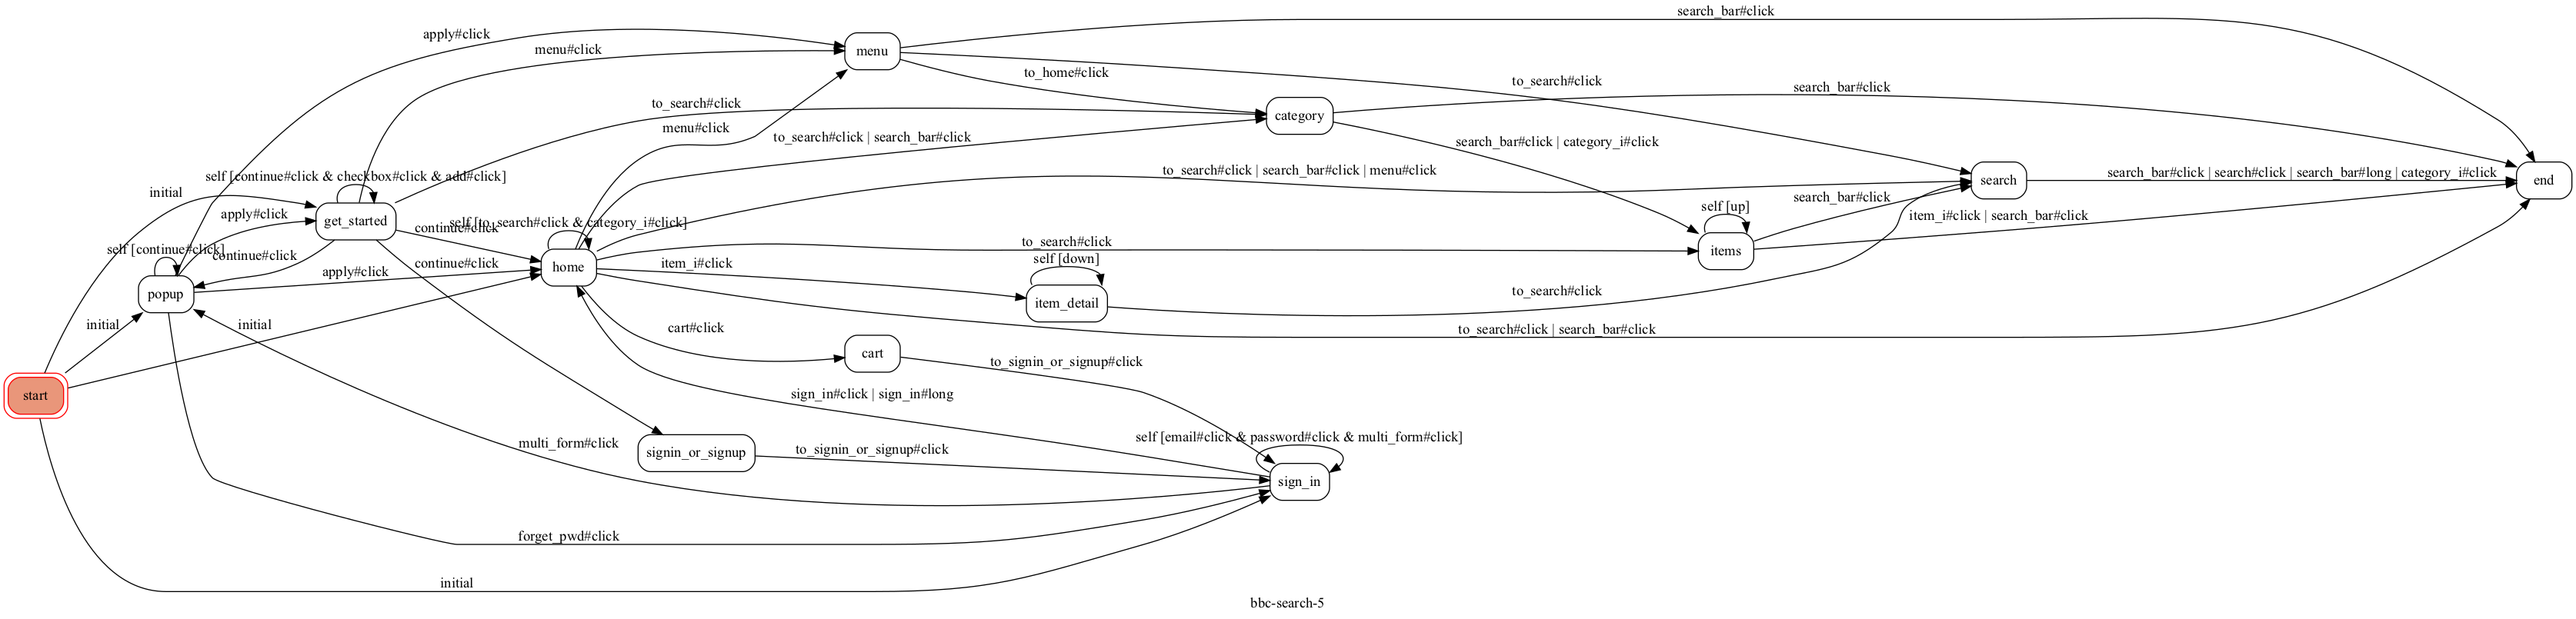 search_bar#click
apply#click
menu#click
menu
to_home#click
to_search#click
search_bar#click
to_search#click
category
menu#click
to_search#click | search_bar#click
search_bar#click | category_i#click
self [continue#click & checkbox#click & add#click]
to_search#click | search_bar#click | menu#click
search
search_bar#click | search#click | search_bar#long | category_i#click
end
initial
apply#click
get_started
continue#click
self [to_search#click & category_i#click]
self [up]
search_bar#click
item_i#click | search_bar#click
self [continue#click]
continue#click
to_search#click
items
popup
apply#click
continue#click
home
item_i#click
self [down]
item_detail
to_search#click
initial
initial
cart#click
to_search#click | search_bar#click
cart
to_signin_or_signup#click
start
sign_in#click | sign_in#long
multi_form#click
signin_or_signup
to_signin_or_signup#click
self [email#click & password#click & multi_form#click]
sign_in
forget_pwd#click
initial
bbc-search-5